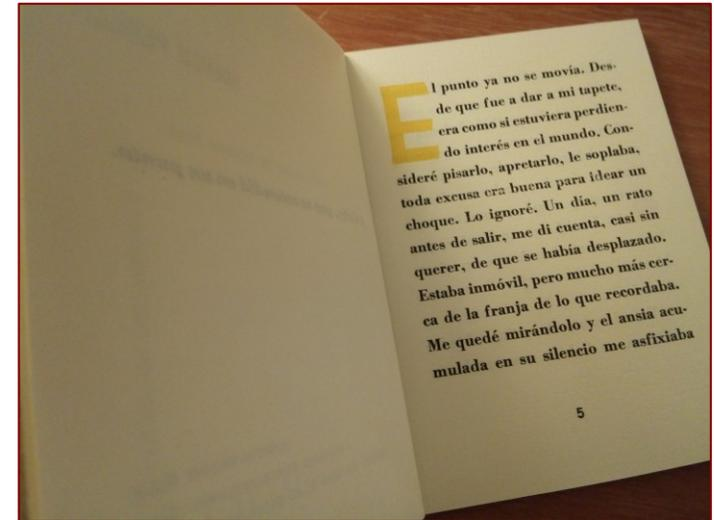 El punto ya no se movía. Des-
de que fue a dar a mi tapete,
era como si estuviera perdien-
do interés en el mundo. Con-
sideré pisarlo, apretarlo, le soplaba,
toda excusa era buena para idear un
choque. Lo ignoré. Un día, un rato
antes de salir, me di cuenta, casi sin
querer, de que se había desplazado.
Estaba inmóvil, pero mucho más cer-
ca de la franja de lo que recordaba.
Me quedé mirándolo y el ansia acu-
mulada en su silencio me asfixiaba
5